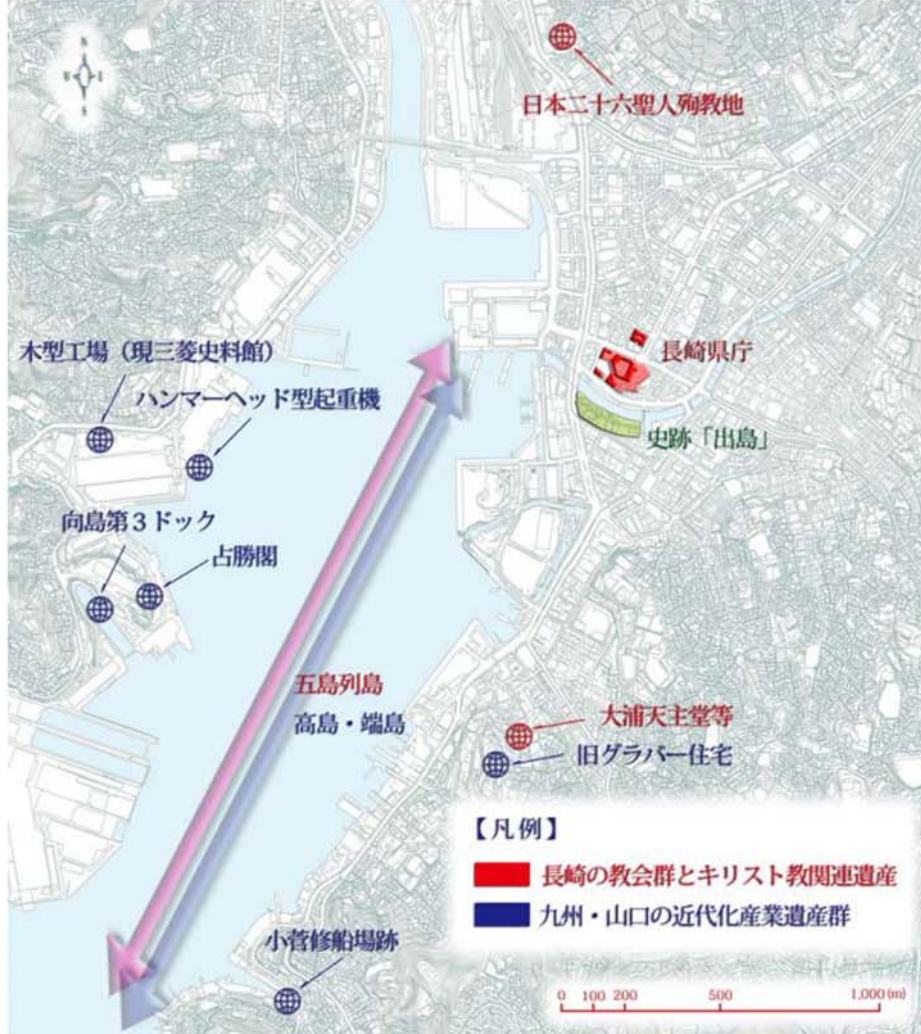 N
W E
S
日本二十六聖人殉教地
長崎県庁
木型工場（現三菱史料館）
ハンマーヘッド型起重機
史跡「出島」
向島第３ドック
占勝閣
五島列島
高島・端島
大浦天主堂等
旧グラバー住宅
【凡例】
長崎の教会群とキリスト教関連遺産
九州・山口の近代化産業遺産群
小菅修船場跡
0 100 200 500 1,000 (m)